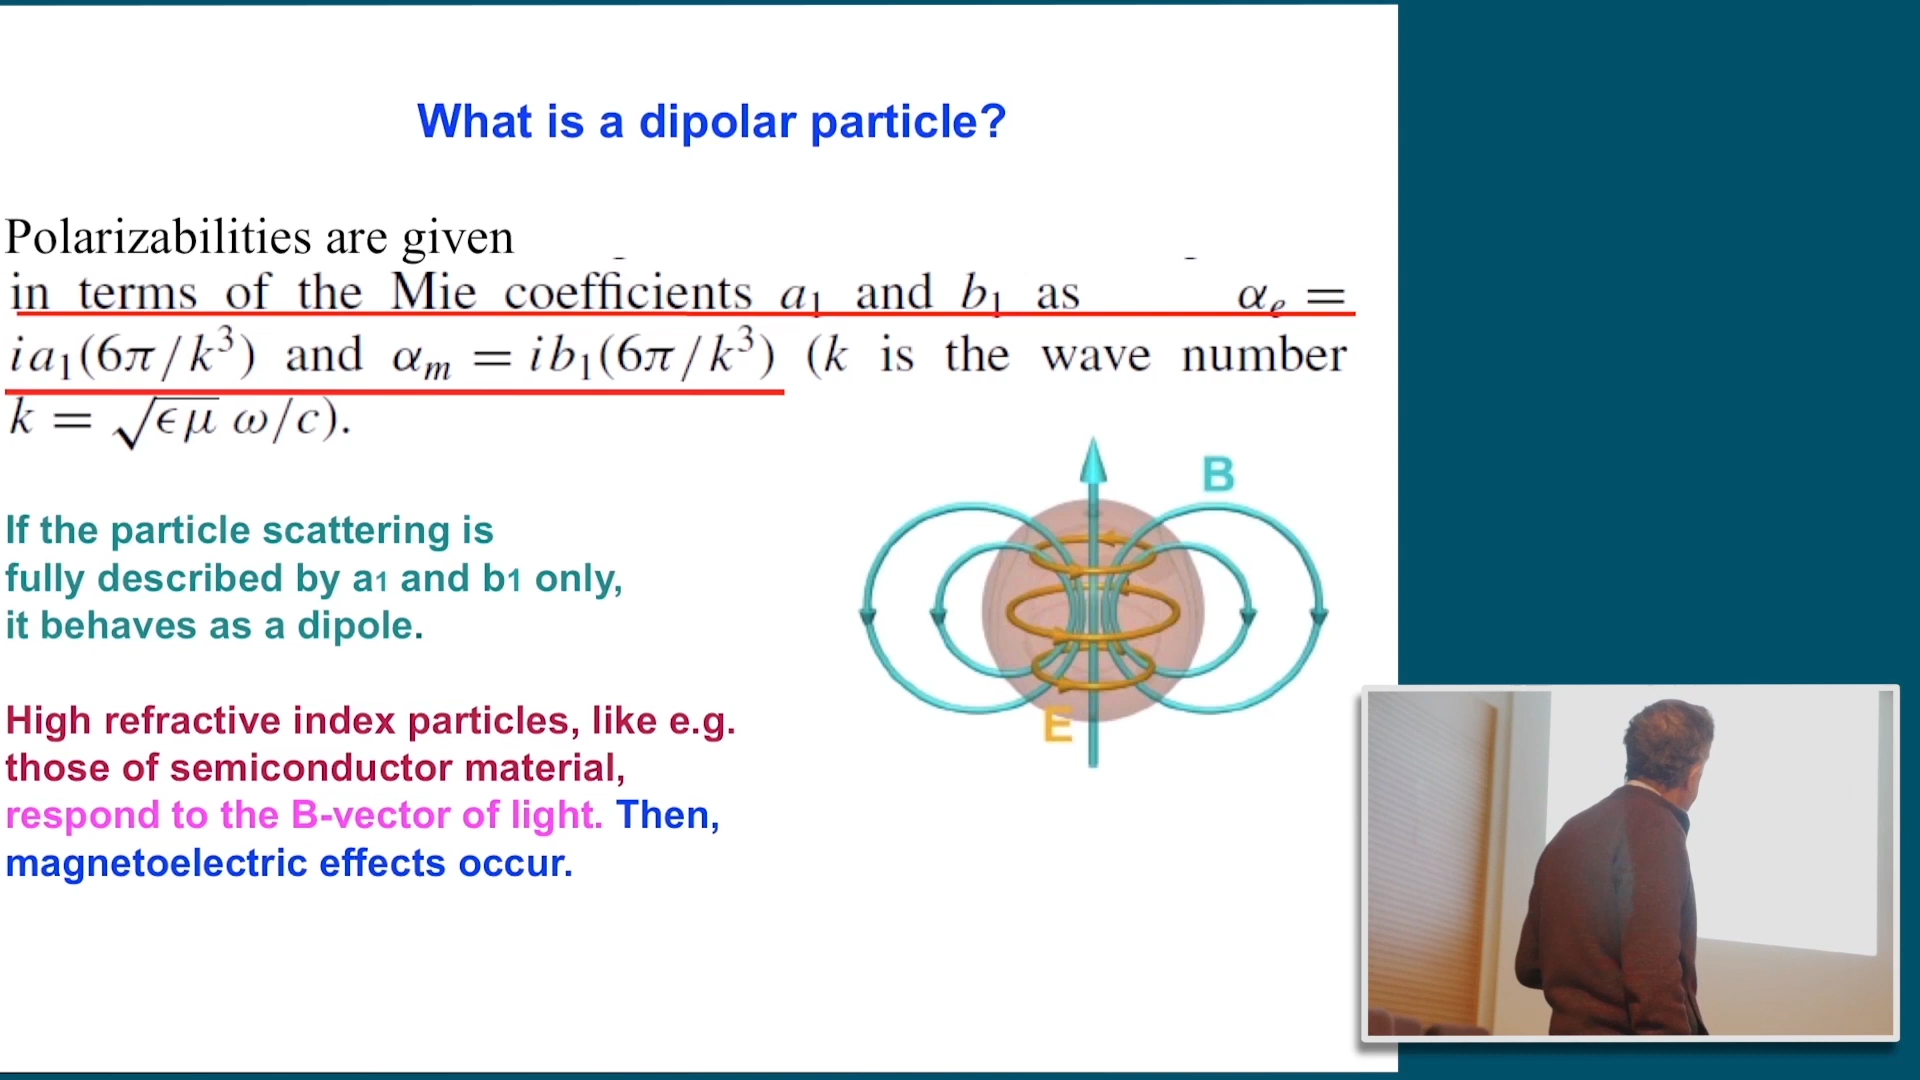 What is a dipolar particle?
Polarizabilities are given
in terms of the Mie coefficients a₁ and b₁ as αₑ =
ia₁(6π/k³) and αₘ = ib₁(6π/k³) (k is the wave number
k = √ϵμ ω/c).
B
If the particle scattering is
fully described by a1 and b1 only,
it behaves as a dipole.
E
High refractive index particles, like e.g.
those of semiconductor material,
respond to the B-vector of light. Then,
magnetoelectric effects occur.